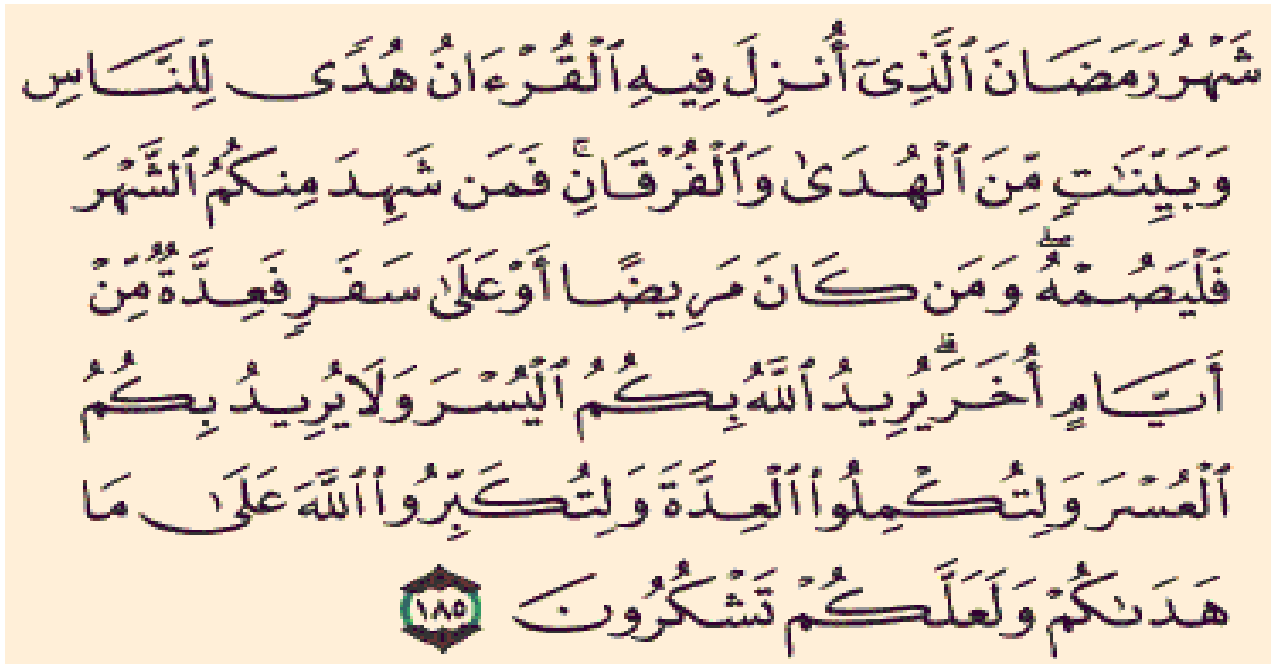 شَهْرُ رَمَضَانَ ٱلَّذِىٓ أُنزِلَ فِيهِ ٱلْقُرْءَانُ هُدًى لِّلنَّاسِ
وَبَيِّنَٰتٍ مِّنَ ٱلْهُدَىٰ وَٱلْفُرْقَانِۚ فَمَن شَهِدَ مِنكُمُ ٱلشَّهْرَ
فَلْيَصُمْهُۖ وَمَن كَانَ مَرِيضًا أَوْ عَلَىٰ سَفَرٍ فَعِدَّةٌ مِّنْ
أَيَّامٍ أُخَرَۗ يُرِيدُ ٱللَّهُ بِكُمُ ٱلْيُسْرَ وَلَا يُرِيدُ بِكُمُ
ٱلْعُسْرَ وَلِتُكْمِلُوا۟ ٱلْعِدَّةَ وَلِتُكَبِّرُوا۟ ٱللَّهَ عَلَىٰ مَا
هَدَىٰكُمْ وَلَعَلَّكُمْ تَشْكُرُونَ ١٨٥